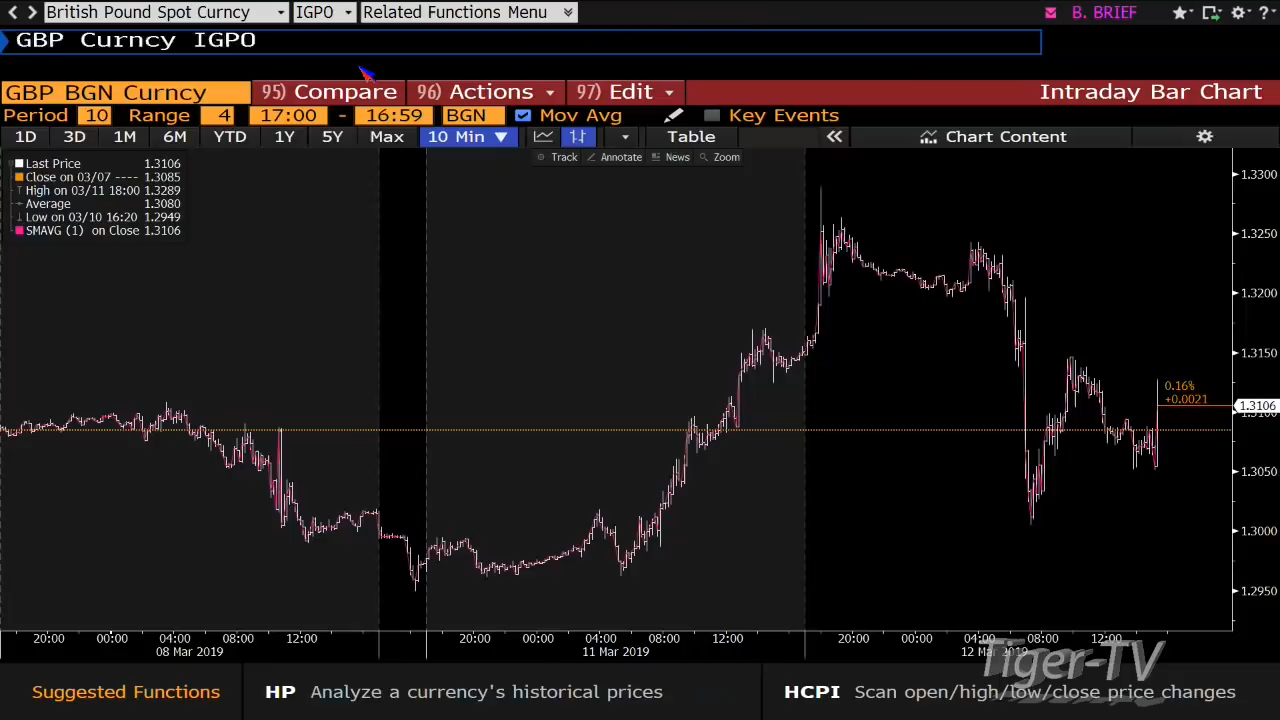 British Pound Spot Curncy IGPO Related Functions Menu B. BRIEF ?
GBP Curncy IGPO
GBP BGN Curncy 95) Compare 96) Actions 97) Edit Intraday Bar Chart
Period 10 Range 4 17:00 - 16:59 BGN Mov Avg Key Events
1D 3D 1M 6M YTD 1Y 5Y Max 10 Min Table Chart Content
Track Annotate News Zoom
Last Price 1.3106
Close on 03/07 ---- 1.3085
High on 03/11 18:00 1.3289
Average 1.3080
Low on 03/10 16:20 1.2949
SMAVG (1) on Close 1.3106
1.3300
1.3250
1.3200
1.3150
0.16%
+0.0021
1.3106
1.3100
1.3050
1.3000
1.2950
20:00 00:00 04:00 08:00 12:00 20:00 00:00 04:00 08:00 12:00 20:00 00:00 04:00 08:00 12:00
08 Mar 2019 11 Mar 2019 12 Mar 2019
Tiger-TV
Suggested Functions HP Analyze a currency's historical prices HCPI Scan open/high/low/close price changes